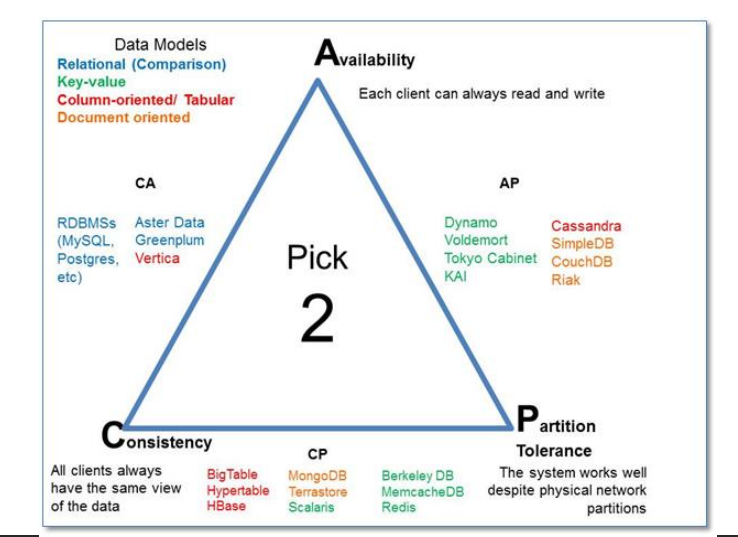 Data Models
Relational (Comparison)
Key-value
Column-oriented/ Tabular
Document oriented
Availability
Each client can always read and write
CA
RDBMSs
(MySQL,
Postgres,
etc)
Aster Data
Greenplum
Vertica
AP
Dynamo
Voldemort
Tokyo Cabinet
KAI
Cassandra
SimpleDB
CouchDB
Riak
Pick
2
Consistency
All clients always
have the same view
of the data
CP
BigTable
Hypertable
HBase
MongoDB
Terrastore
Scalaris
Berkeley DB
MemcacheDB
Redis
Partition
Tolerance
The system works well
despite physical network
partitions